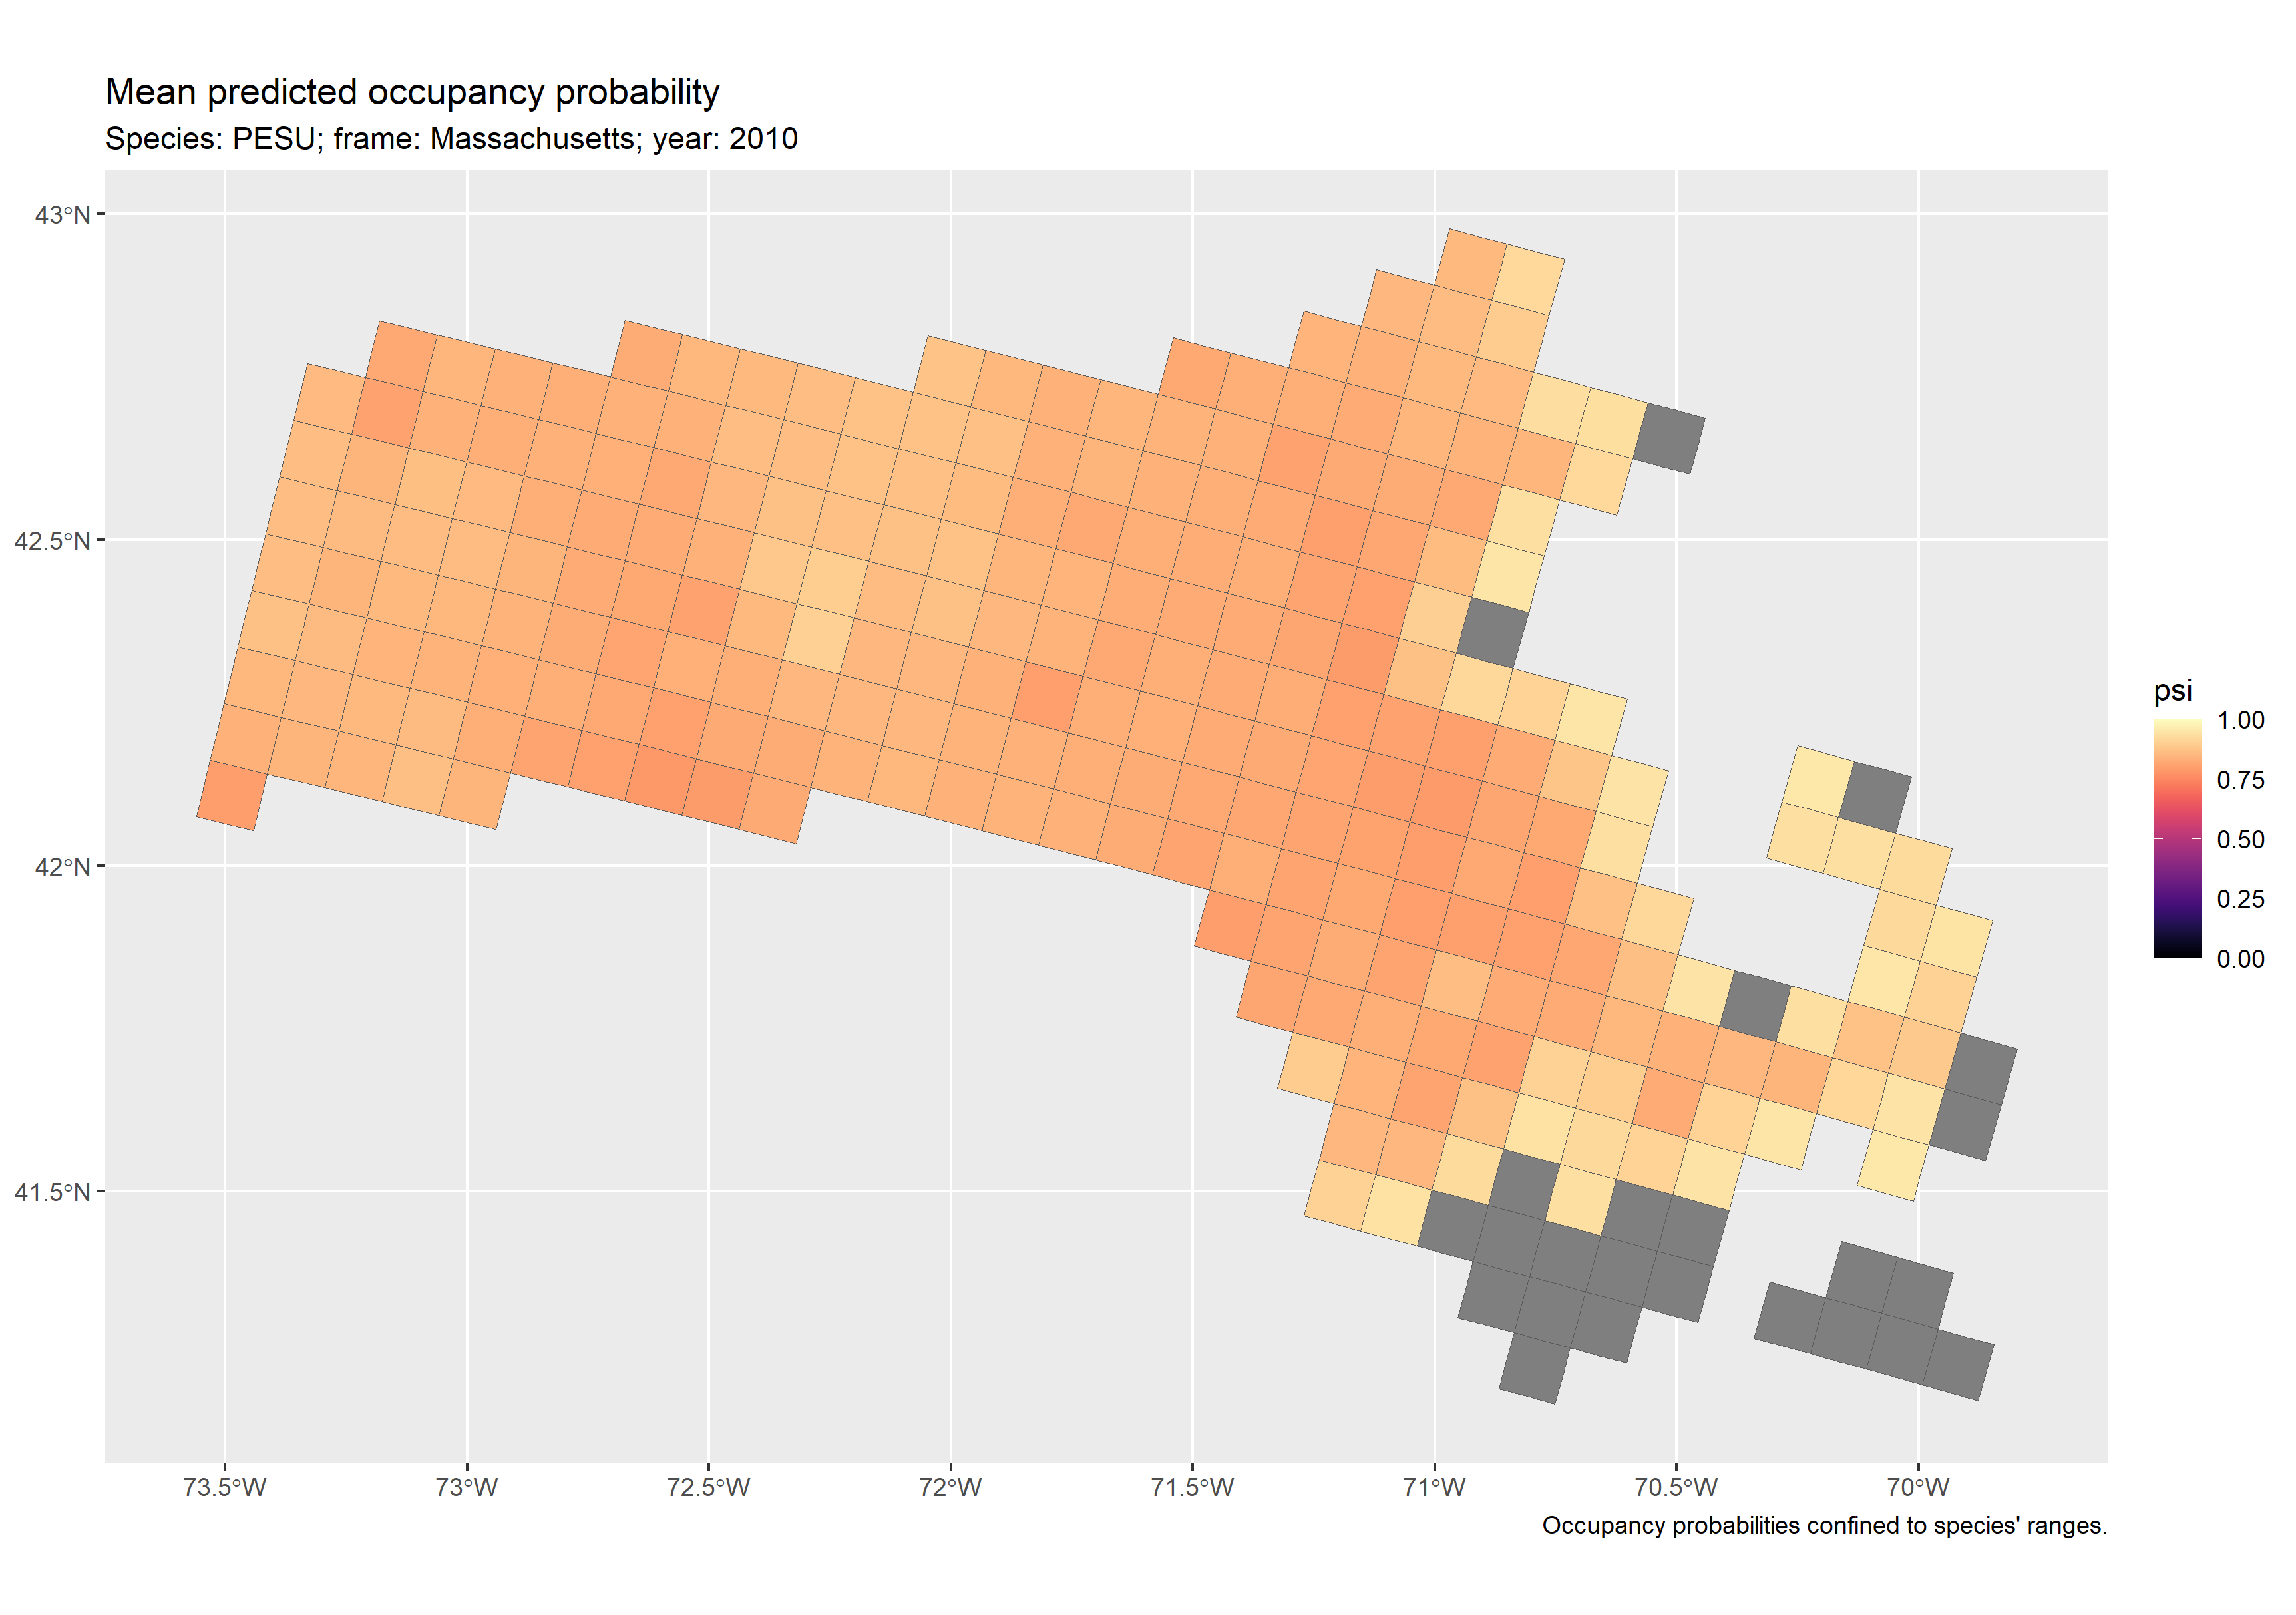 Mean predicted occupancy probability
Species: PESU; frame: Massachusetts; year: 2010
43°N
42.5°N
42°N
41.5°N
73.5°W
73°W
72.5°W
72°W
71.5°W
71°W
70.5°W
70°W
psi
1.00
0.75
0.50
0.25
0.00
Occupancy probabilities confined to species' ranges.